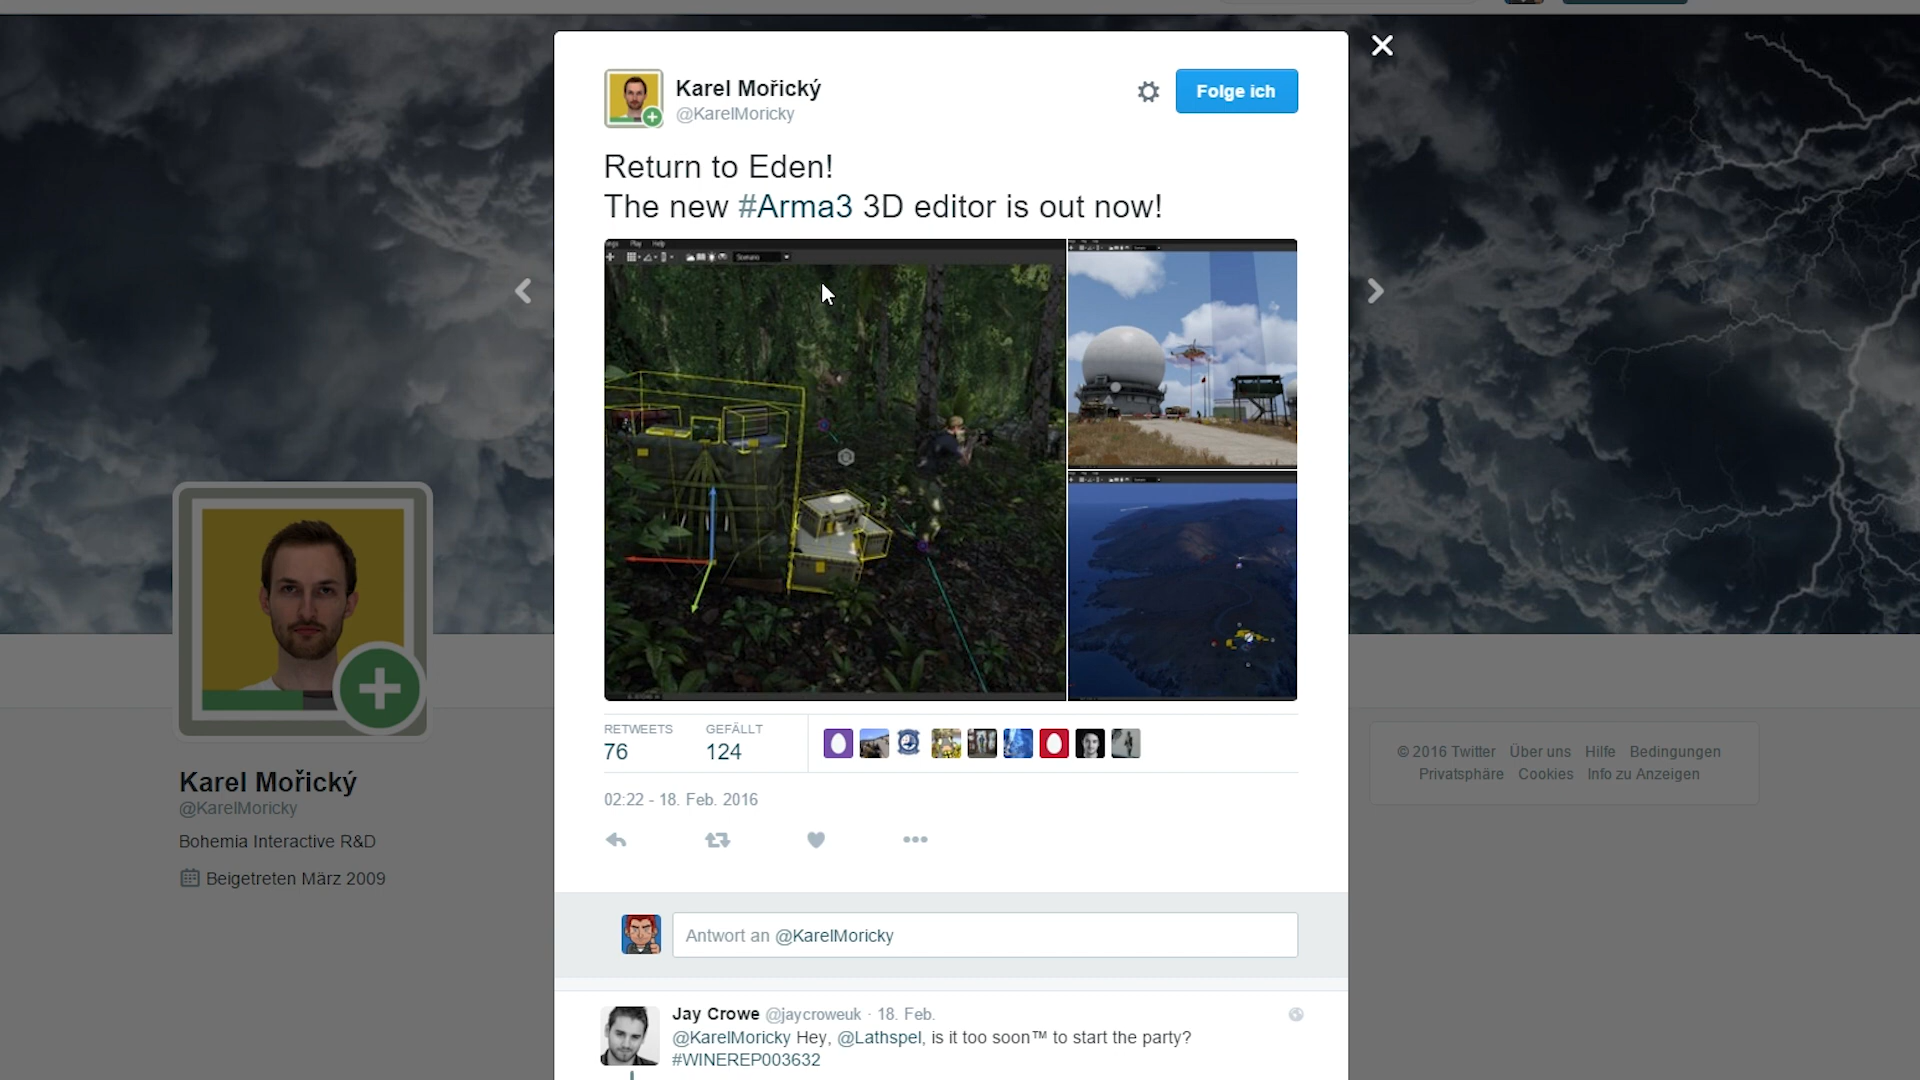 Karel Mořický
@KarelMoricky
Folge ich
Return to Eden!
The new #Arma3 3D editor is out now!
Play Help
Scenario
RETWEETS
76
GEFÄLLT
124
02:22 - 18. Feb. 2016
Antwort an @KarelMoricky
Jay Crowe @jaycroweuk · 18. Feb.
@KarelMoricky Hey, @Lathspel, is it too soon™ to start the party?
#WINEREP003632
Karel Mořický
@KarelMoricky
Bohemia Interactive R&D
Beigetreten März 2009
© 2016 Twitter Über uns Hilfe Bedingungen
Privatsphäre Cookies Info zu Anzeigen